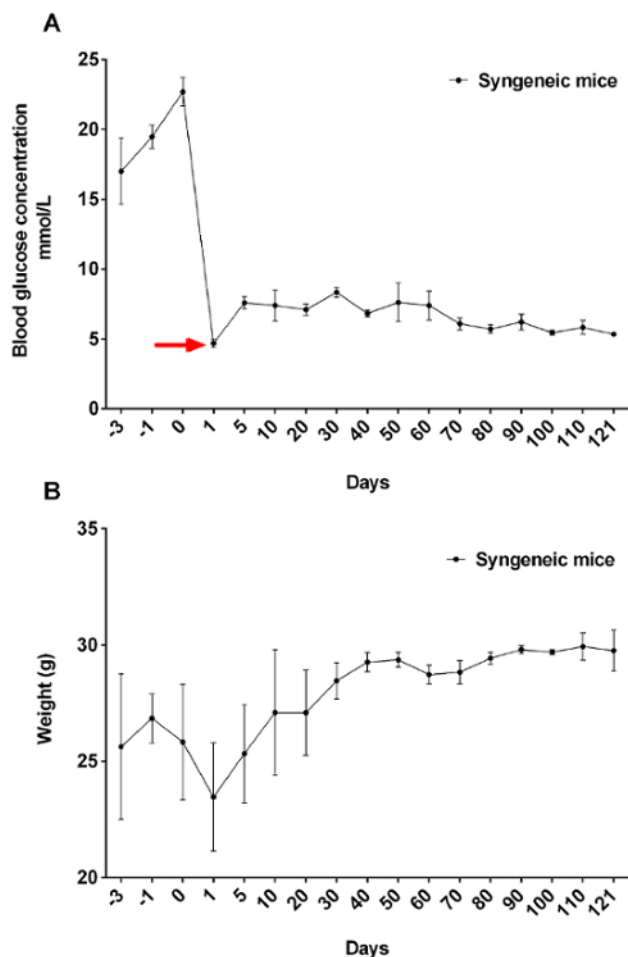 A
Syngeneic mice
Blood glucose concentration
mmol/L
25
20
15
10
5
0
-3 -1 0 1 5 10 20 30 40 50 60 70 80 90 100 110 121
Days
B
Syngeneic mice
Weight (g)
35
30
25
20
-3 -1 0 1 5 10 20 30 40 50 60 70 80 90 100 110 121
Days